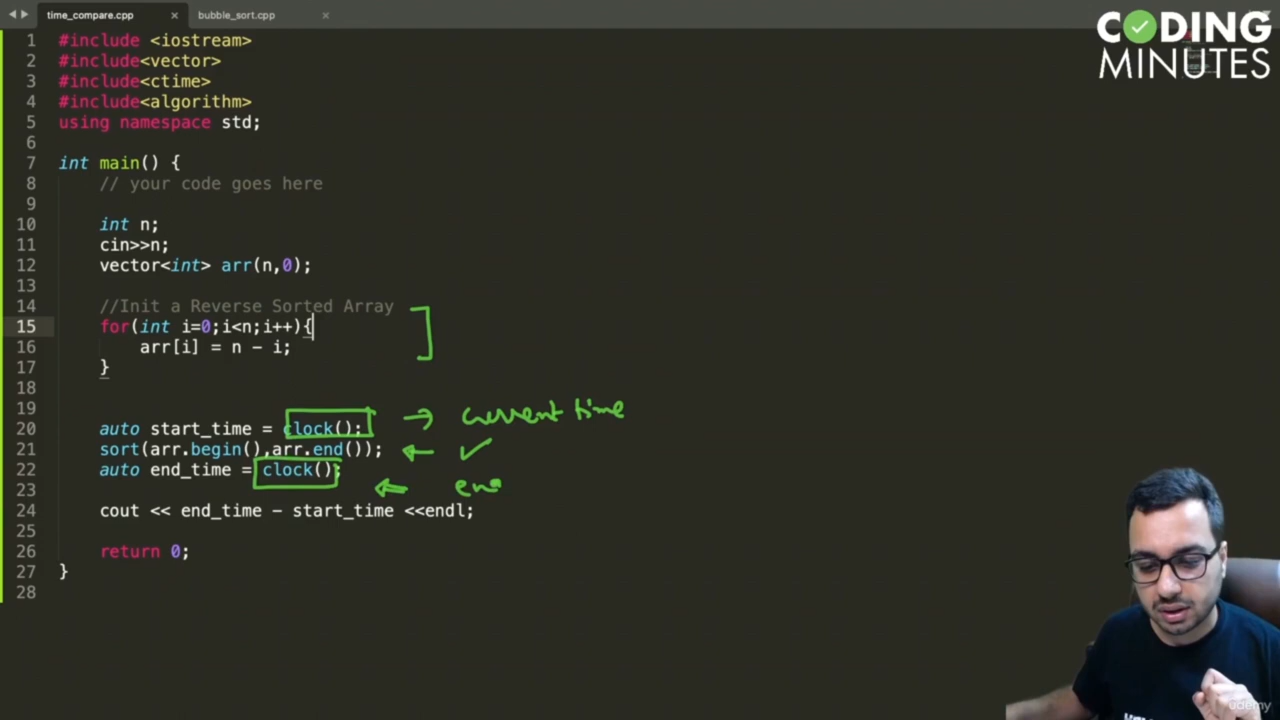 time_compare.cpp × bubble_sort.cpp ×
CODING
MINUTES
1 #include <iostream>
2 #include<vector>
3 #include<ctime>
4 #include<algorithm>
5 using namespace std;
6
7 int main() {
8 // your code goes here
9
10 int n;
11 cin>>n;
12 vector<int> arr(n,0);
13
14 //Init a Reverse Sorted Array
15 for(int i=0;i<n;i++){
16 arr[i] = n - i;
17 }
18
19
20 auto start_time = clock(); → current time
21 sort(arr.begin(),arr.end()); ← ✓
22 auto end_time = clock();
23 ← en
24 cout << end_time - start_time <<endl;
25
26 return 0;
27 }
28
udemy